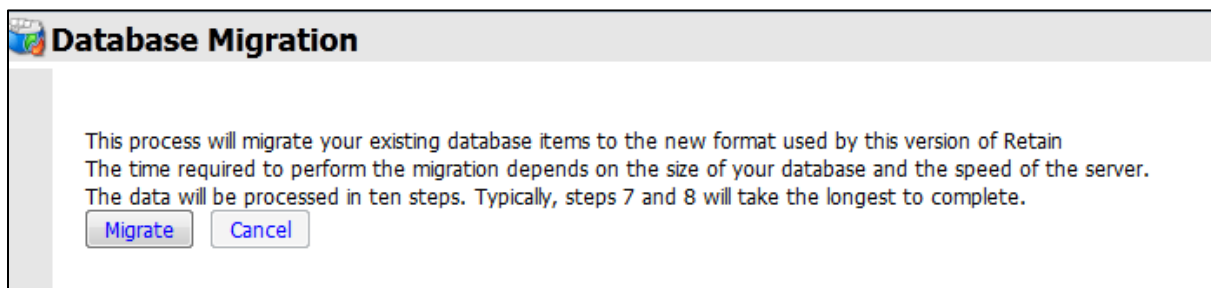 Database Migration
This process will migrate your existing database items to the new format used by this version of Retain
The time required to perform the migration depends on the size of your database and the speed of the server.
The data will be processed in ten steps. Typically, steps 7 and 8 will take the longest to complete.
Migrate Cancel